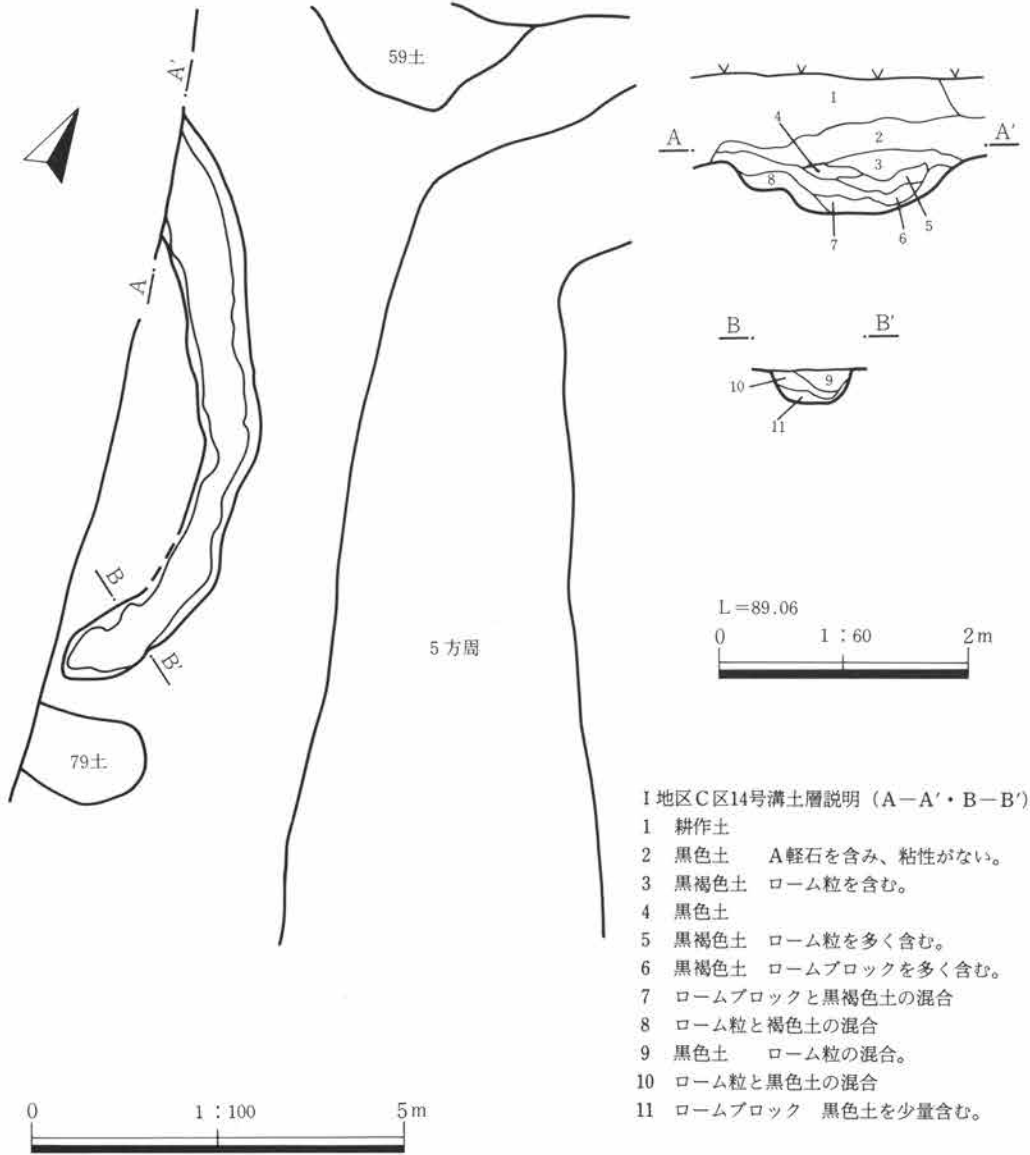 59土
A'
A
B
B'
79土
5方周
A
A'
1
2
3
4
5
6
7
8
B
B'
9
10
11
L=89.06
0 1:60 2m
I地区C区14号溝土層説明（A－A'・B－B'）
1 耕作土
2 黒色土 A軽石を含み、粘性がない。
3 黒褐色土 ローム粒を含む。
4 黒色土
5 黒褐色土 ローム粒を多く含む。
6 黒褐色土 ロームブロックを多く含む。
7 ロームブロックと黒褐色土の混合
8 ローム粒と褐色土の混合
9 黒色土 ローム粒の混合。
10 ローム粒と黒色土の混合
11 ロームブロック 黒色土を少量含む。
0 1:100 5m